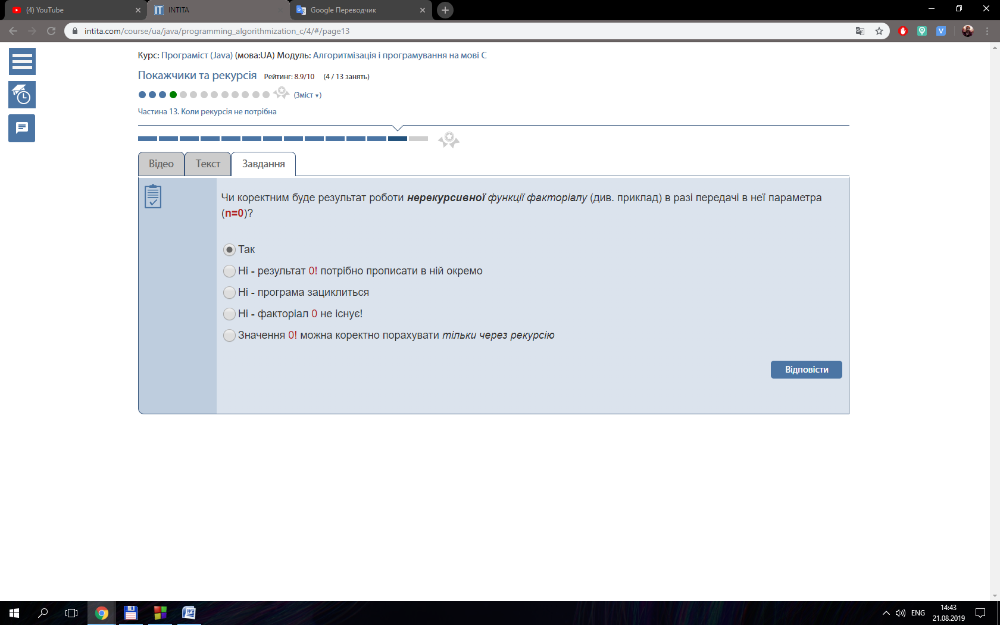 (4) YouTube
INTITA
Google Переводчик
intita.com/course/ua/java/programming_algorithmization_c/4/#/page13
Курс: Програміст (Java) (мова:UA) Модуль: Алгоритмізація і програмування на мові С
Покажчики та рекурсія Рейтинг: 8.9/10 (4 / 13 занять)
(Зміст ▾)
Частина 13. Коли рекурсія не потрібна
Відео Текст Завдання
Чи коректним буде результат роботи нерекурсивної функції факторіалу (див. приклад) в разі передачі в неї параметра
(n=0)?
Так
Ні - результат 0! потрібно прописати в ній окремо
Ні - програма зациклиться
Ні - факторіал 0 не існує!
Значення 0! можна коректно порахувати тільки через рекурсію
Відповісти
ENG
14:43
21.08.2019